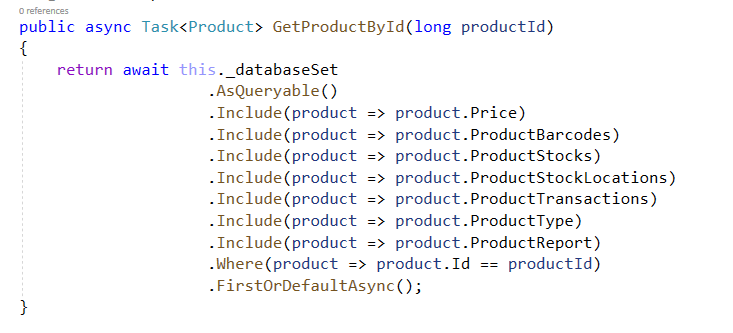 0 references
public async Task<Product> GetProductById(long productId)
{
return await this._databaseSet
.AsQueryable()
.Include(product => product.Price)
.Include(product => product.ProductBarcodes)
.Include(product => product.ProductStocks)
.Include(product => product.ProductStockLocations)
.Include(product => product.ProductTransactions)
.Include(product => product.ProductType)
.Include(product => product.ProductReport)
.Where(product => product.Id == productId)
.FirstOrDefaultAsync();
}